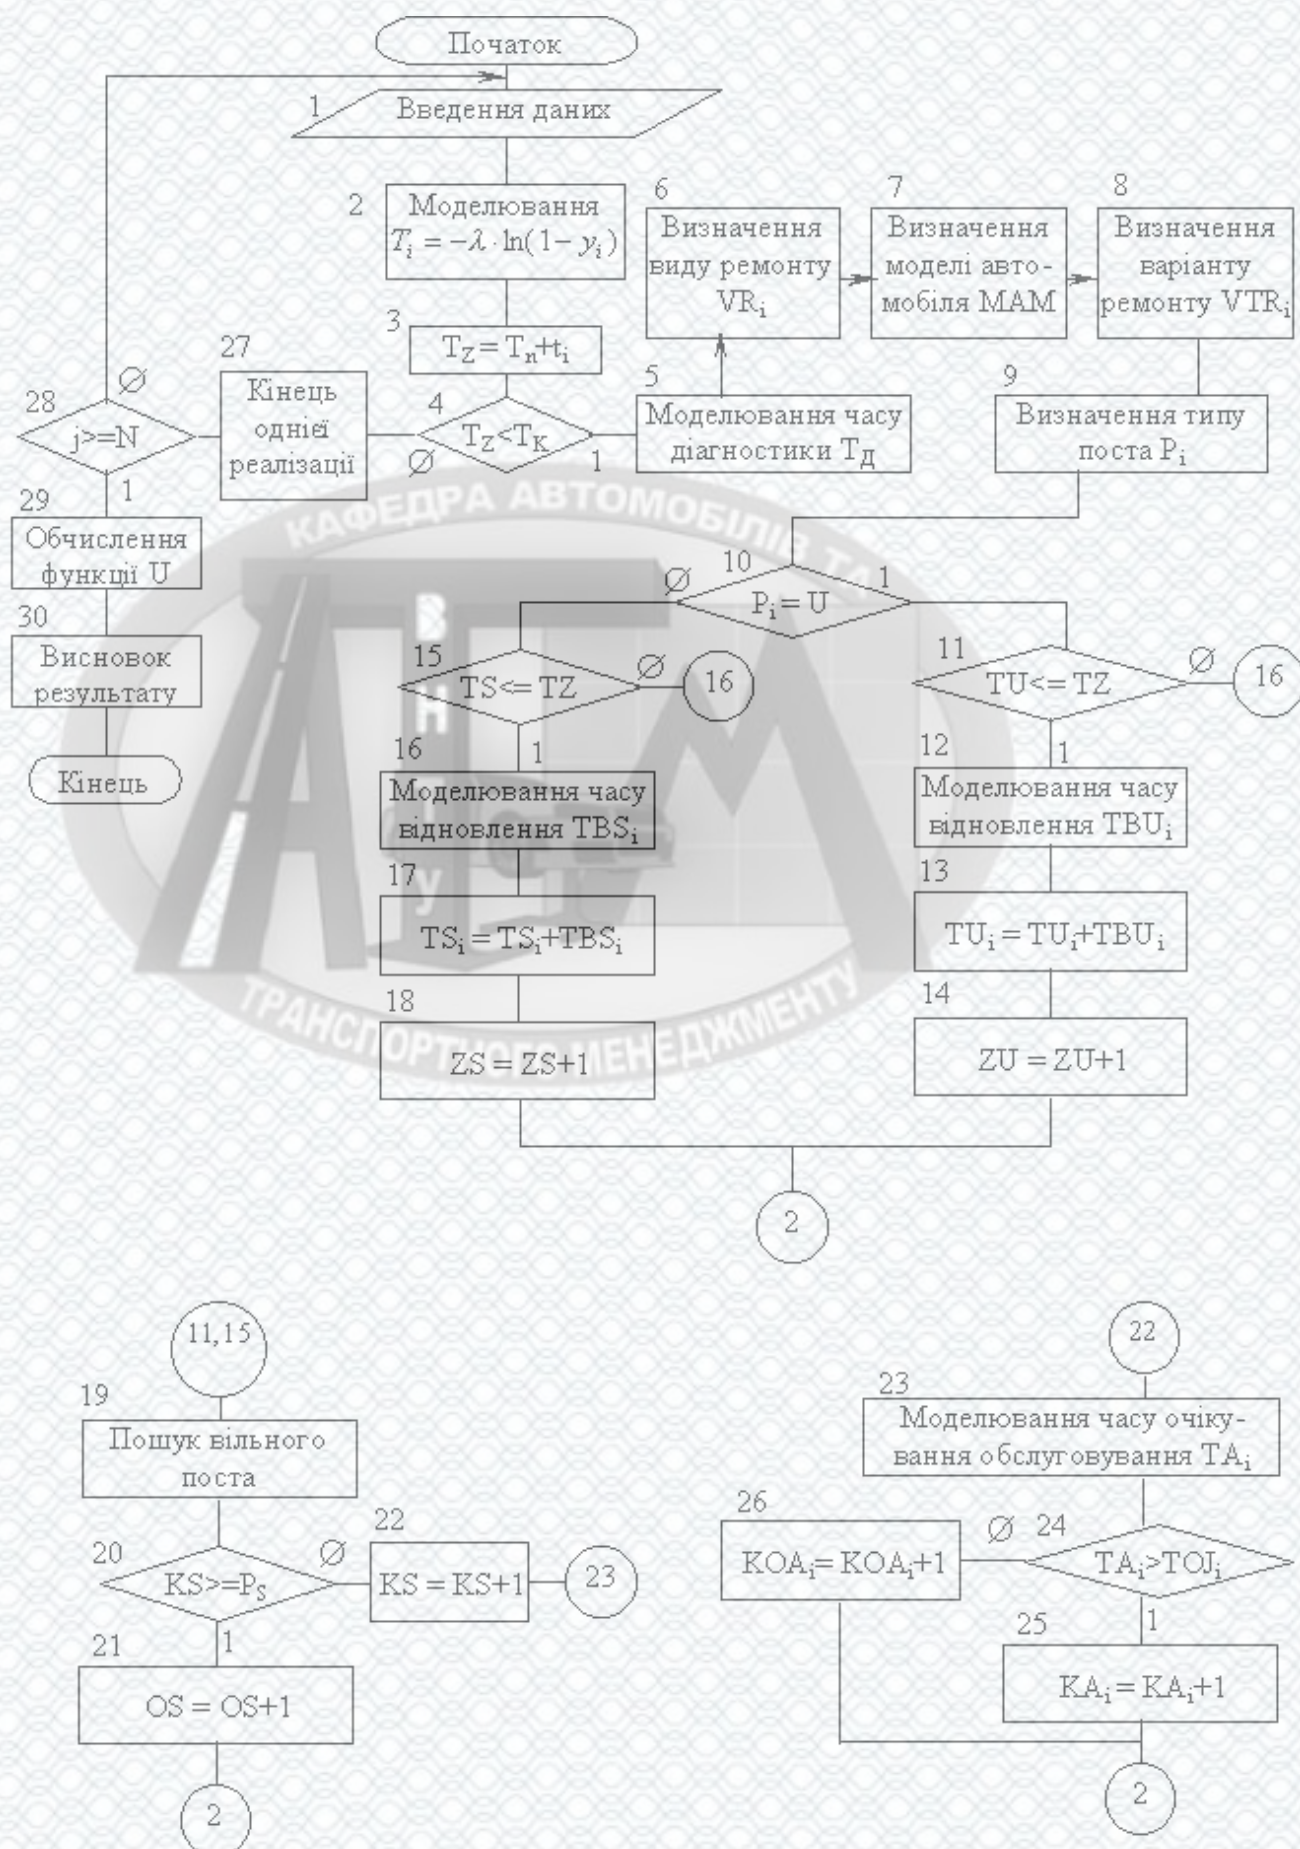 Початок
1
Введення даних
2
Моделювання
T_i = −λ · ln(1 − y_i)
3
T_Z = T_n+t_i
4
T_Z<T_K
∅
1
27
Кінець
однієї
реалізації
28
j>=N
∅
1
29
Обчислення
функції U
30
Висновок
результату
Кінець
5
Моделювання часу
діагностики T_Д
6
Визначення
виду ремонту
VR_i
7
Визначення
моделі авто-
мобіля МАМ
8
Визначення
варіанту
ремонту VTR_i
9
Визначення типу
поста P_i
10
∅
1
P_i = U
15
TS<= TZ
∅
16
1
11
TU<= TZ
∅
16
1
16
Моделювання часу
відновлення TBS_i
17
TS_i = TS_i+TBS_i
18
ZS = ZS+1
12
Моделювання часу
відновлення TBU_i
13
TU_i = TU_i+TBU_i
14
ZU = ZU+1
2
11,15
19
Пошук вільного
поста
20
KS>=P_S
∅
1
22
KS = KS+1
23
21
OS = OS+1
2
22
23
Моделювання часу очіку-
вання обслуговування TA_i
24
TA_i>TOJ_i
∅
1
26
KOA_i = KOA_i+1
25
KA_i = KA_i+1
2
КАФЕДРА АВТОМОБІЛІВ ТА
ТРАНСПОРТНОГО МЕНЕДЖМЕНТУ
АТМ
В
Н
Т
У